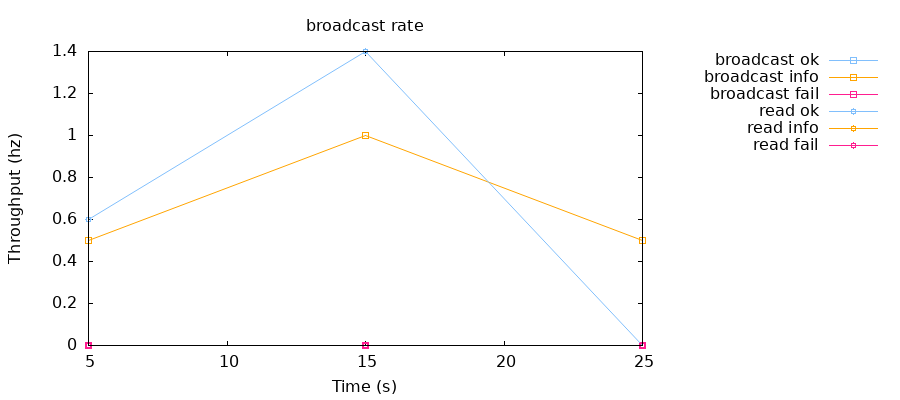 broadcast rate
Throughput (hz)
1.4
1.2
1
0.8
0.6
0.4
0.2
0
5
10
15
20
25
Time (s)
broadcast ok
broadcast info
broadcast fail
read ok
read info
read fail